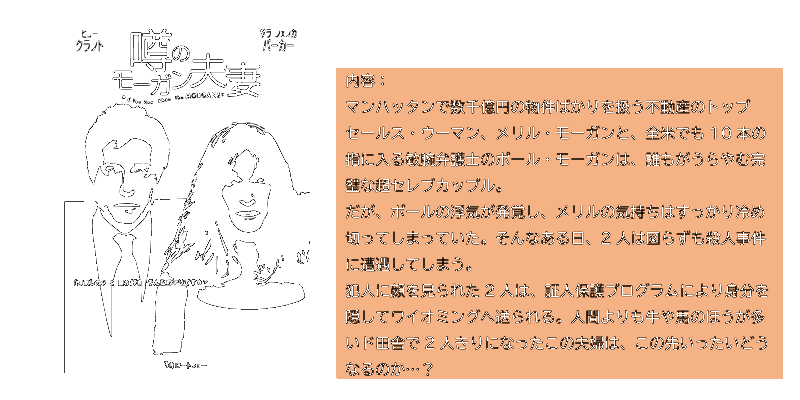 ヒュー
グラント
サラ ジェシカ
パーカー
噂の
モーガン夫妻
Did You Hear About the MORGANS?
内容：
マンハッタンで数千億円の物件ばかりを扱う不動産のトップ
セールス・ウーマン、メリル・モーガンと、全米でも10本の
指に入る敏腕弁護士のポール・モーガンは、誰もがうらやむ完
璧な超セレブカップル。
だが、ポールの浮気が発覚し、メリルの気持ちはすっかり冷め
切ってしまっていた。そんなある日、2人は図らずも殺人事件
に遭遇してしまう。
犯人に顔を見られた2人は、証人保護プログラムにより身分を
隠してワイオミングへ送られる。人間よりも牛や馬のほうが多
いド田舎で2人きりになったこの夫婦は、この先いったいどう
なるのか…？